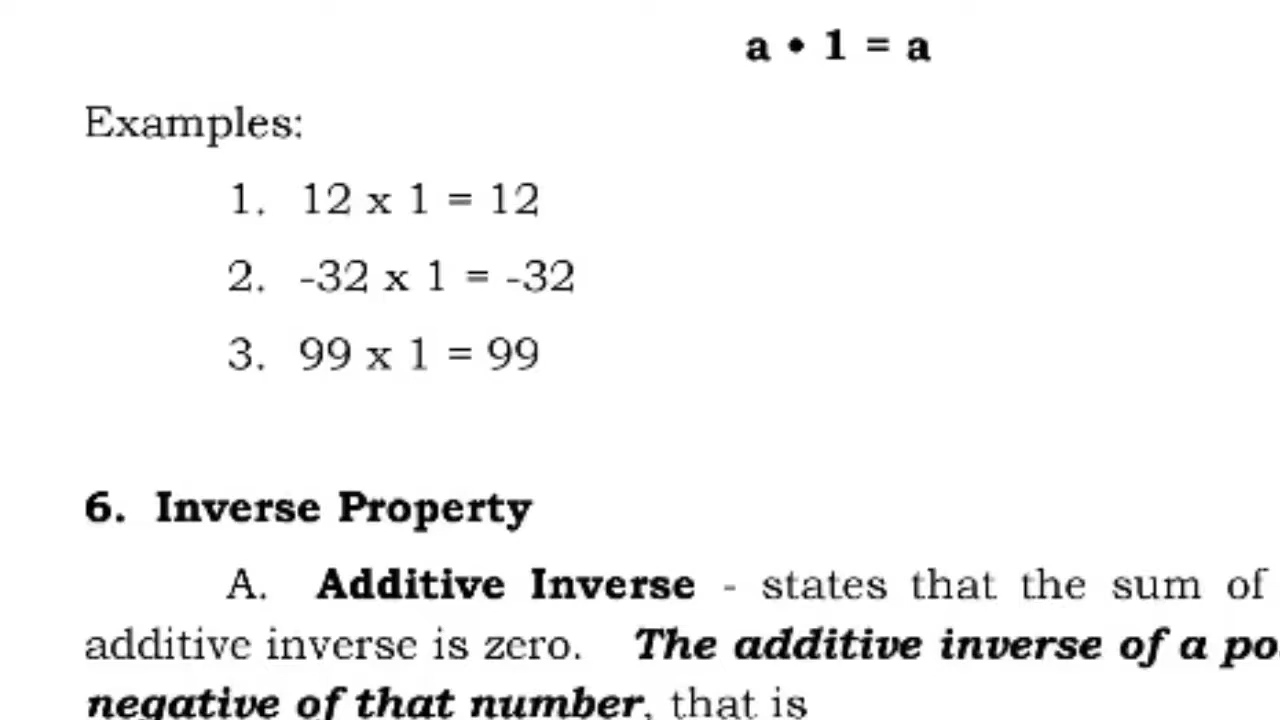 a • 1 = a
Examples:
1. 12 x 1 = 12
2. -32 x 1 = -32
3. 99 x 1 = 99
6. Inverse Property
A. Additive Inverse - states that the sum of
additive inverse is zero. The additive inverse of a
negative of that number, that is